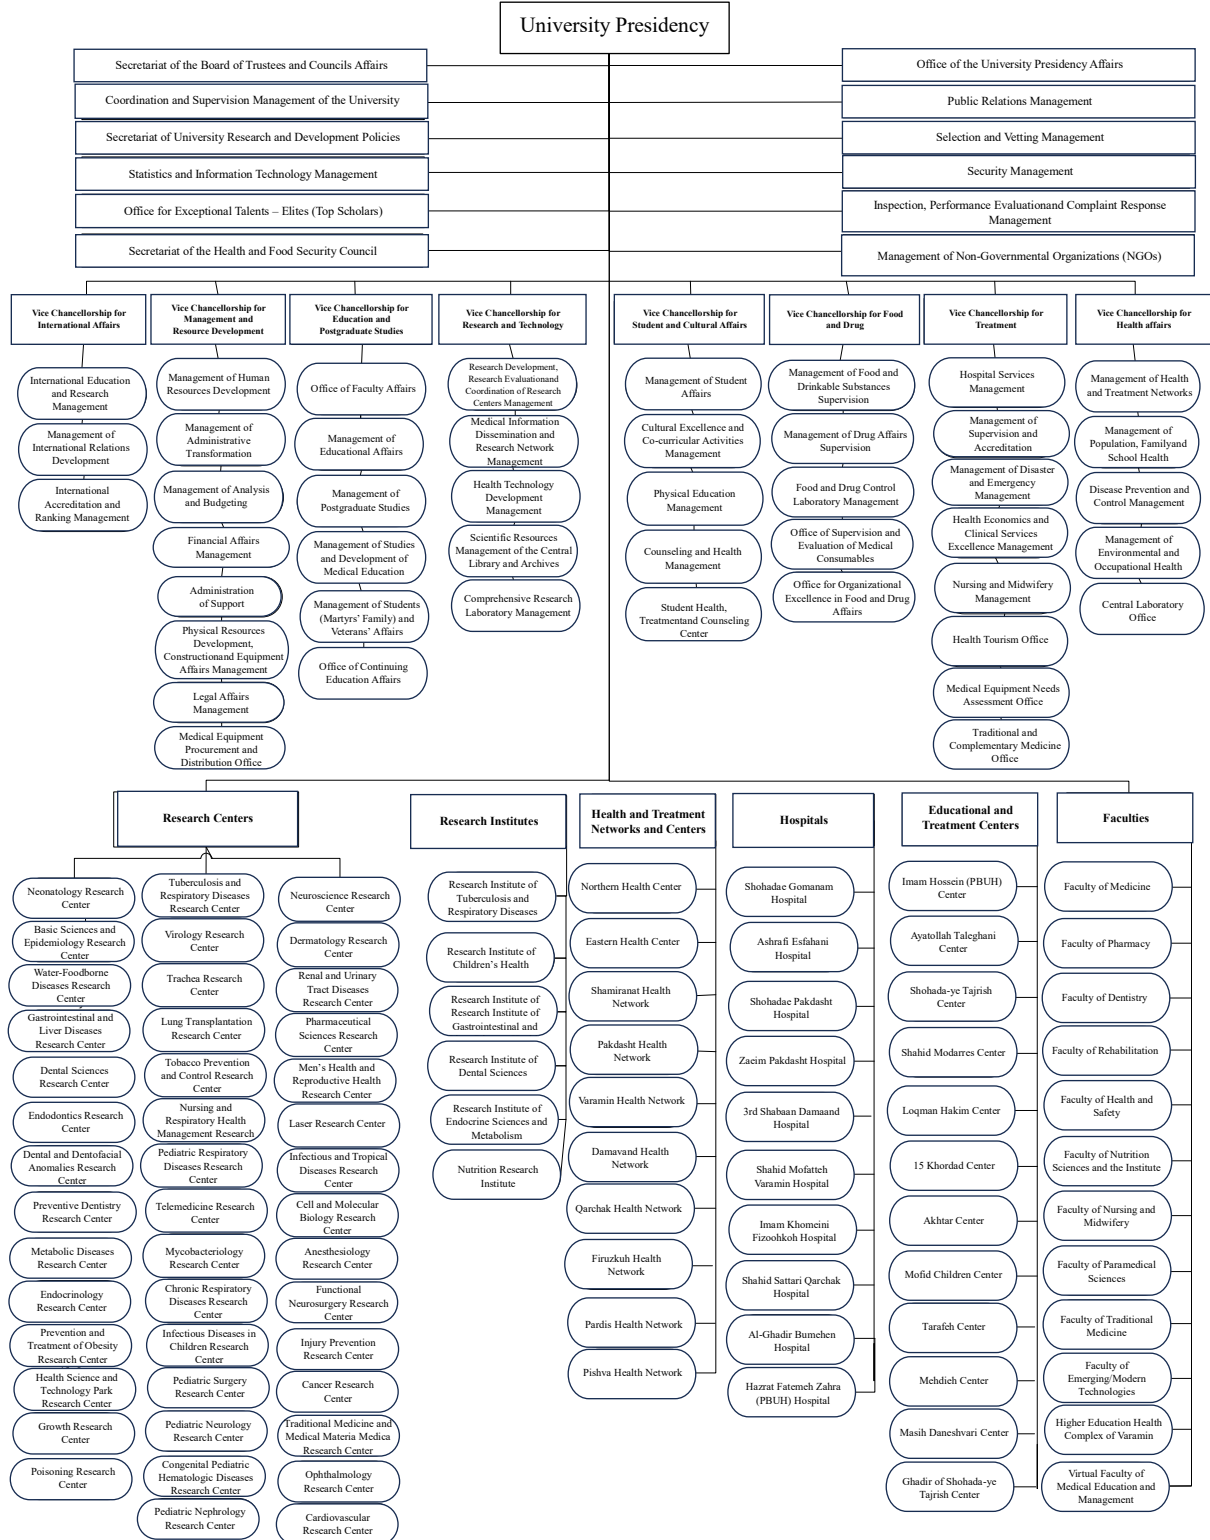 University Presidency
Secretariat of the Board of Trustees and Councils Affairs
Coordination and Supervision Management of the University
Secretariat of University Research and Development Policies
Statistics and Information Technology Management
Office for Exceptional Talents – Elites (Top Scholars)
Secretariat of the Health and Food Security Council
Office of the University Presidency Affairs
Public Relations Management
Selection and Vetting Management
Security Management
Inspection, Performance Evaluationand Complaint Response
Management
Management of Non-Governmental Organizations (NGOs)
Vice Chancellorship for
International Affairs
International Education
and Research
Management
Management of
International Relations
Development
International
Accreditation and
Ranking Management
Vice Chancellorship for
Management and
Resource Development
Management of Human
Resources Development
Management of
Administrative
Transformation
Management of Analysis
and Budgeting
Financial Affairs
Management
Administration
of Support
Physical Resources
Development,
Constructionand Equipment
Affairs Management
Legal Affairs
Management
Medical Equipment
Procurement and
Distribution Office
Vice Chancellorship for
Education and
Postgraduate Studies
Office of Faculty Affairs
Management of
Educational Affairs
Management of
Postgraduate Studies
Management of Studies
and Development of
Medical Education
Management of Students
(Martyrs’ Family) and
Veterans’ Affairs
Office of Continuing
Education Affairs
Vice Chancellorship for
Research and Technology
Research Development,
Research Evaluationand
Coordination of Research
Centers Management
Medical Information
Dissemination and
Research Network
Management
Health Technology
Development
Management
Scientific Resources
Management of the Central
Library and Archives
Comprehensive Research
Laboratory Management
Vice Chancellorship for
Student and Cultural Affairs
Management of Student
Affairs
Cultural Excellence and
Co-curricular Activities
Management
Physical Education
Management
Counseling and Health
Management
Student Health,
Treatmentand Counseling
Center
Vice Chancellorship for Food
and Drug
Management of Food and
Drinkable Substances
Supervision
Management of Drug Affairs
Supervision
Food and Drug Control
Laboratory Management
Office of Supervision and
Evaluation of Medical
Consumables
Office for Organizational
Excellence in Food and Drug
Affairs
Vice Chancellorship for
Treatment
Hospital Services
Management
Management of
Supervision and
Accreditation
Management of Disaster
and Emergency
Management
Health Economics and
Clinical Services
Excellence Management
Nursing and Midwifery
Management
Health Tourism Office
Medical Equipment Needs
Assessment Office
Traditional and
Complementary Medicine
Office
Vice Chancellorship for
Health affairs
Management of Health
and Treatment Networks
Management of
Population, Familyand
School Health
Disease Prevention and
Control Management
Management of
Environmental and
Occupational Health
Central Laboratory
Office
Research Centers
Neonatology Research
Center
Basic Sciences and
Epidemiology Research
Center
Water-Foodborne
Diseases Research
Center
Gastrointestinal and
Liver Diseases
Research Center
Dental Sciences
Research Center
Endodontics Research
Center
Dental and Dentofacial
Anomalies Research
Center
Preventive Dentistry
Research Center
Metabolic Diseases
Research Center
Endocrinology
Research Center
Prevention and
Treatment of Obesity
Research Center
Health Science and
Technology Park
Research Center
Growth Research
Center
Poisoning Research
Center
Tuberculosis and
Respiratory Diseases
Research Center
Virology Research
Center
Trachea Research
Center
Lung Transplantation
Research Center
Tobacco Prevention
and Control Research
Center
Nursing and
Respiratory Health
Management Research
Pediatric Respiratory
Diseases Research
Center
Telemedicine Research
Center
Mycobacteriology
Research Center
Chronic Respiratory
Diseases Research
Center
Infectious Diseases in
Children Research
Center
Pediatric Surgery
Research Center
Pediatric Neurology
Research Center
Congenital Pediatric
Hematologic Diseases
Research Center
Pediatric Nephrology
Research Center
Neuroscience Research
Center
Dermatology Research
Center
Renal and Urinary
Tract Diseases
Research Center
Pharmaceutical
Sciences Research
Center
Men’s Health and
Reproductive Health
Research Center
Laser Research Center
Infectious and Tropical
Diseases Research
Center
Cell and Molecular
Biology Research
Center
Anesthesiology
Research Center
Functional
Neurosurgery Research
Center
Injury Prevention
Research Center
Cancer Research
Center
Traditional Medicine and
Medical Materia Medica
Research Center
Ophthalmology
Research Center
Cardiovascular
Research Center
Research Institutes
Research Institute of
Tuberculosis and
Respiratory Diseases
Research Institute of
Children’s Health
Research Institute of
Research Institute of
Gastrointestinal and
Research Institute of
Dental Sciences
Research Institute of
Endocrine Sciences and
Metabolism
Nutrition Research
Institute
Health and Treatment
Networks and Centers
Northern Health Center
Eastern Health Center
Shamiranat Health
Network
Pakdasht Health
Network
Varamin Health Network
Damavand Health
Network
Qarchak Health Network
Firuzkuh Health
Network
Pardis Health Network
Pishva Health Network
Hospitals
Shohadae Gomanam
Hospital
Ashrafi Esfahani
Hospital
Shohadae Pakdasht
Hospital
Zaeim Pakdasht Hospital
3rd Shabaan Damaand
Hospital
Shahid Mofatteh
Varamin Hospital
Imam Khomeini
Fizoohkoh Hospital
Shahid Sattari Qarchak
Hospital
Al-Ghadir Bumehen
Hospital
Hazrat Fatemeh Zahra
(PBUH) Hospital
Educational and
Treatment Centers
Imam Hossein (PBUH)
Center
Ayatollah Taleghani
Center
Shohada-ye Tajrish
Center
Shahid Modarres Center
Loqman Hakim Center
15 Khordad Center
Akhtar Center
Mofid Children Center
Tarafeh Center
Mehdieh Center
Masih Daneshvari Center
Ghadir of Shohada-ye
Tajrish Center
Faculties
Faculty of Medicine
Faculty of Pharmacy
Faculty of Dentistry
Faculty of Rehabilitation
Faculty of Health and
Safety
Faculty of Nutrition
Sciences and the Institute
Faculty of Nursing and
Midwifery
Faculty of Paramedical
Sciences
Faculty of Traditional
Medicine
Faculty of
Emerging/Modern
Technologies
Higher Education Health
Complex of Varamin
Virtual Faculty of
Medical Education and
Management